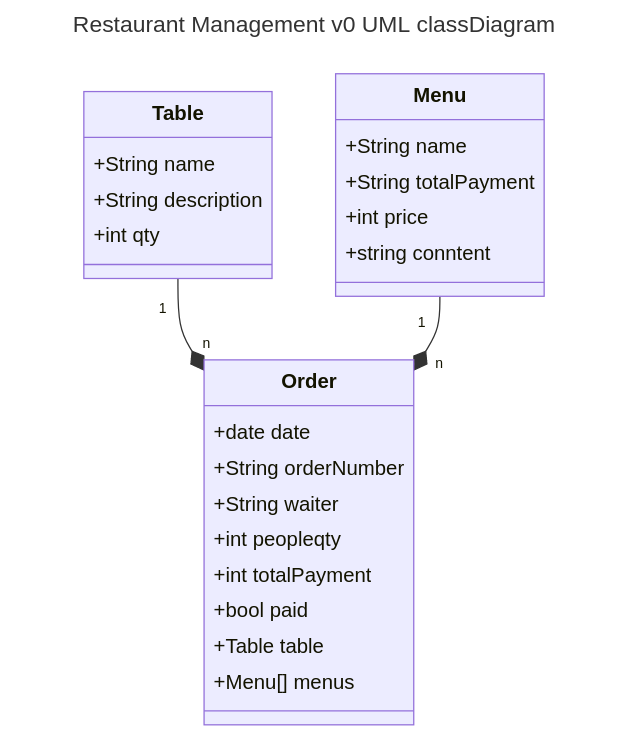 Restaurant Management v0 UML classDiagram
Table
+String name
+String description
+int qty
Menu
+String name
+String totalPayment
+int price
+string conntent
1
n
1
n
Order
+date date
+String orderNumber
+String waiter
+int peopleqty
+int totalPayment
+bool paid
+Table table
+Menu[] menus